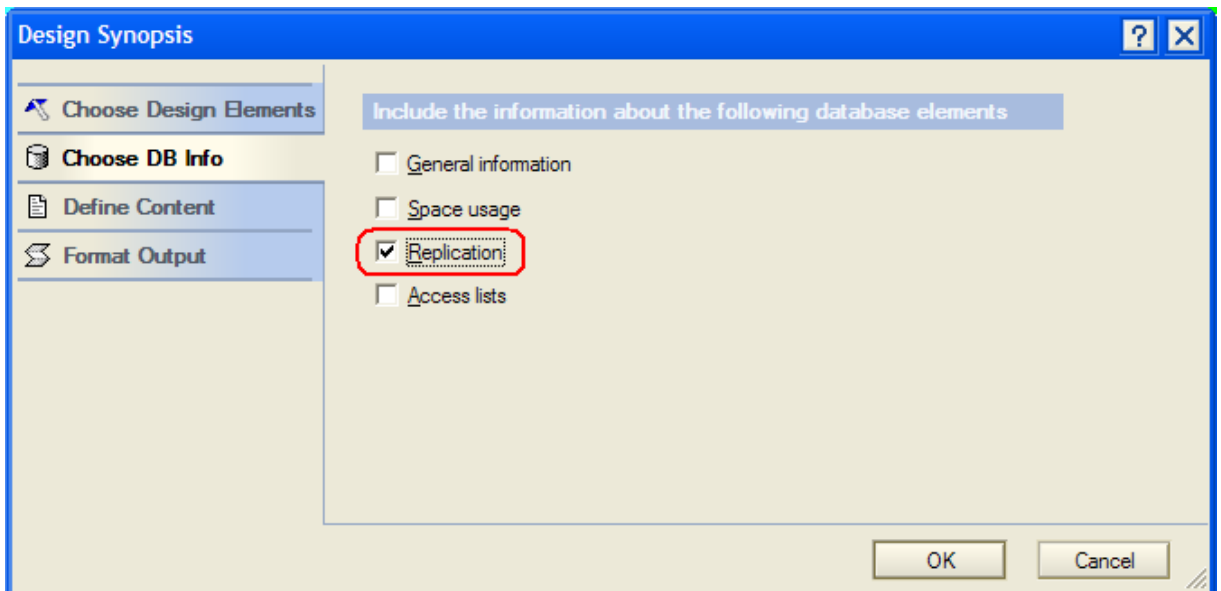 Design Synopsis
Choose Design Elements
Choose DB Info
Define Content
Format Output
Include the information about the following database elements
General information
Space usage
Replication
Access lists
OK
Cancel